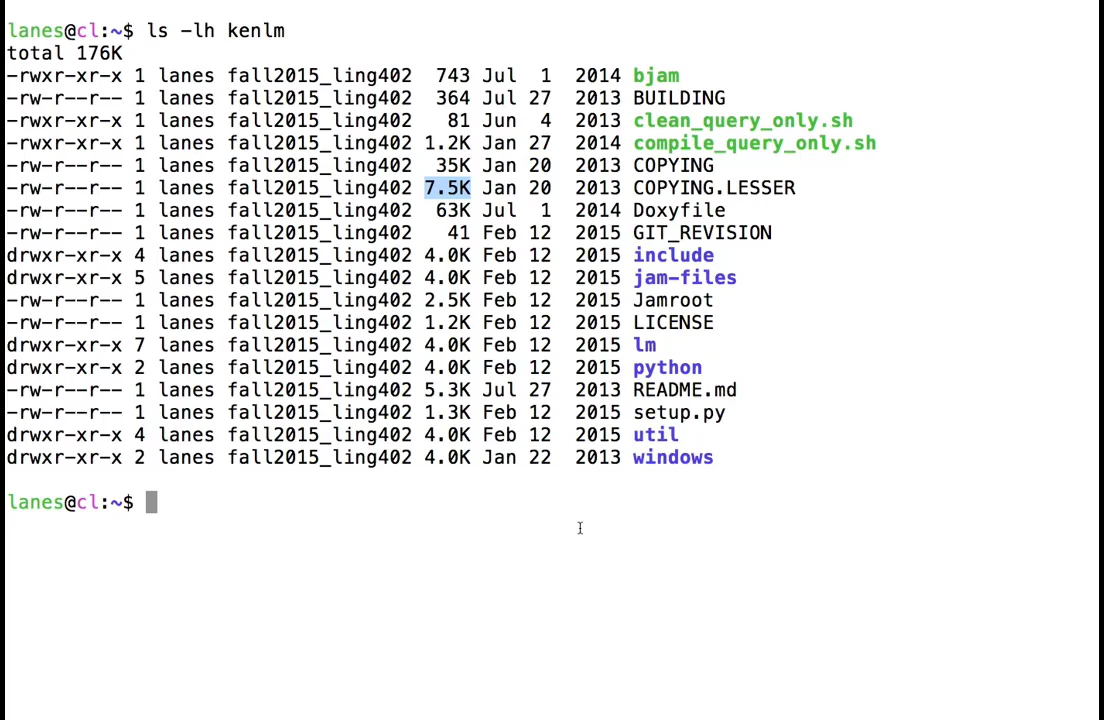 lanes@cl:~$ ls -lh kenlm
total 176K
-rwxr-xr-x 1 lanes fall2015_ling402  743 Jul  1  2014 bjam
-rw-r--r-- 1 lanes fall2015_ling402  364 Jul 27  2013 BUILDING
-rwxr-xr-x 1 lanes fall2015_ling402   81 Jun  4  2013 clean_query_only.sh
-rwxr-xr-x 1 lanes fall2015_ling402 1.2K Jan 27  2014 compile_query_only.sh
-rw-r--r-- 1 lanes fall2015_ling402  35K Jan 20  2013 COPYING
-rw-r--r-- 1 lanes fall2015_ling402 7.5K Jan 20  2013 COPYING.LESSER
-rw-r--r-- 1 lanes fall2015_ling402  63K Jul  1  2014 Doxyfile
-rw-r--r-- 1 lanes fall2015_ling402   41 Feb 12  2015 GIT_REVISION
drwxr-xr-x 4 lanes fall2015_ling402 4.0K Feb 12  2015 include
drwxr-xr-x 5 lanes fall2015_ling402 4.0K Feb 12  2015 jam-files
-rw-r--r-- 1 lanes fall2015_ling402 2.5K Feb 12  2015 Jamroot
-rw-r--r-- 1 lanes fall2015_ling402 1.2K Feb 12  2015 LICENSE
drwxr-xr-x 7 lanes fall2015_ling402 4.0K Feb 12  2015 lm
drwxr-xr-x 2 lanes fall2015_ling402 4.0K Feb 12  2015 python
-rw-r--r-- 1 lanes fall2015_ling402 5.3K Jul 27  2013 README.md
-rw-r--r-- 1 lanes fall2015_ling402 1.3K Feb 12  2015 setup.py
drwxr-xr-x 4 lanes fall2015_ling402 4.0K Feb 12  2015 util
drwxr-xr-x 2 lanes fall2015_ling402 4.0K Jan 22  2013 windows
lanes@cl:~$